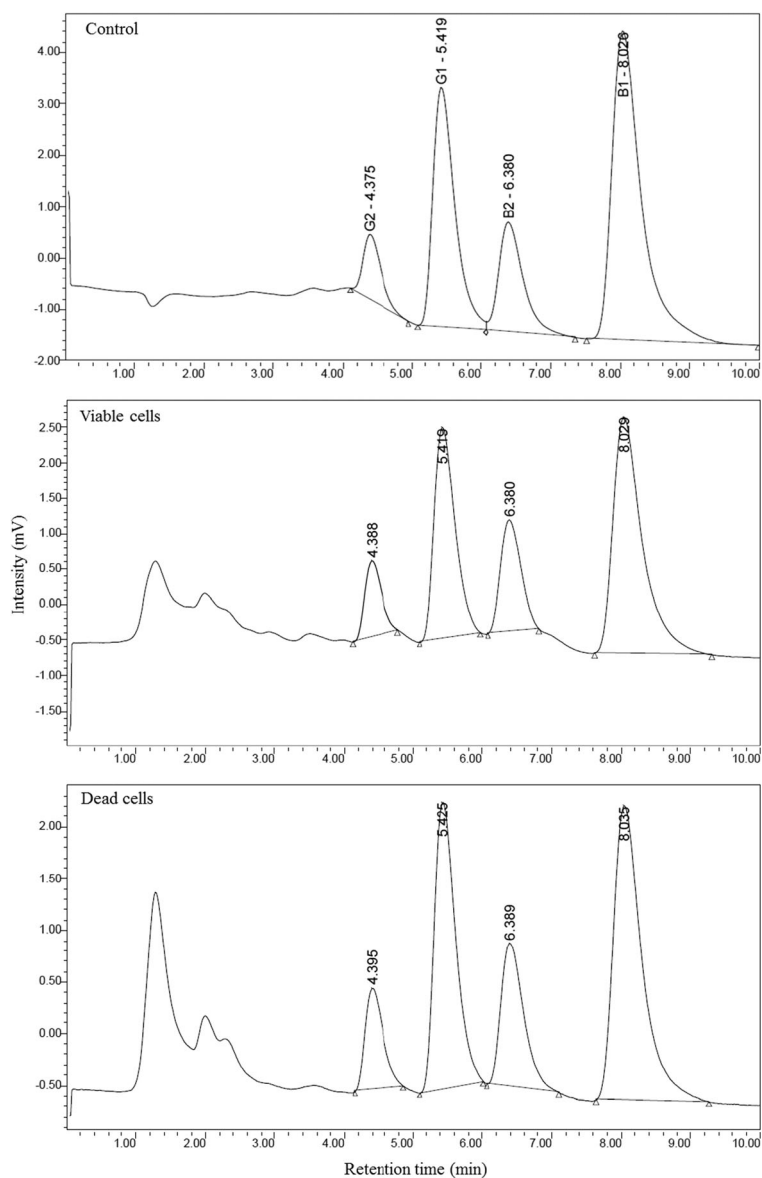 Control
G2 - 4.375
G1 - 5.419
B2 - 6.380
B1 - 8.026
4.00
3.00
2.00
1.00
0.00
-1.00
-2.00
1.00 2.00 3.00 4.00 5.00 6.00 7.00 8.00 9.00 10.00
Viable cells
4.388
5.419
6.380
8.029
2.50
2.00
1.50
1.00
0.50
0.00
-0.50
-1.00
-1.50
1.00 2.00 3.00 4.00 5.00 6.00 7.00 8.00 9.00 10.00
Intensity (mV)
Dead cells
4.395
5.425
6.389
8.035
2.00
1.50
1.00
0.50
0.00
-0.50
1.00 2.00 3.00 4.00 5.00 6.00 7.00 8.00 9.00 10.00
Retention time (min)